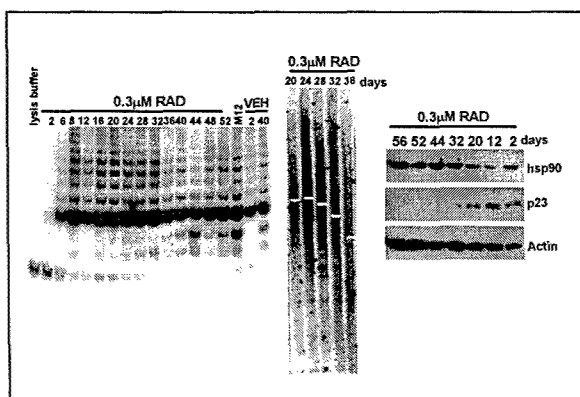 lysis buffer
0.3µM RAD
M12
VEH
2 6 8 12 16 20 24 28 32 36 40 44 48 52 2 40
0.3µM RAD
20 24 28 32 36 days
0.3µM RAD
56 52 44 32 20 12 2 days
hsp90
p23
Actin